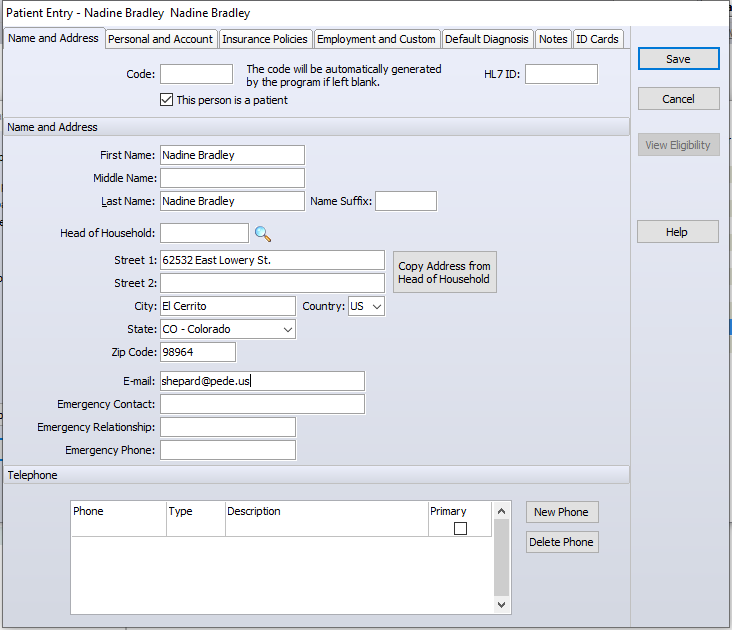 Patient Entry - Nadine Bradley  Nadine Bradley
Name and Address Personal and Account Insurance Policies Employment and Custom Default Diagnosis Notes ID Cards
Code: The code will be automatically generated by the program if left blank. HL7 ID:
This person is a patient
Name and Address
First Name: Nadine Bradley
Middle Name:
Last Name: Nadine Bradley Name Suffix:
Head of Household:
Street 1: 62532 East Lowery St.
Street 2:
Copy Address from
Head of Household
City: El Cerrito Country: US
State: CO - Colorado
Zip Code: 98964
E-mail: shepard@pede.us
Emergency Contact:
Emergency Relationship:
Emergency Phone:
Telephone
Phone Type Description Primary
New Phone
Delete Phone
Save
Cancel
View Eligibility
Help